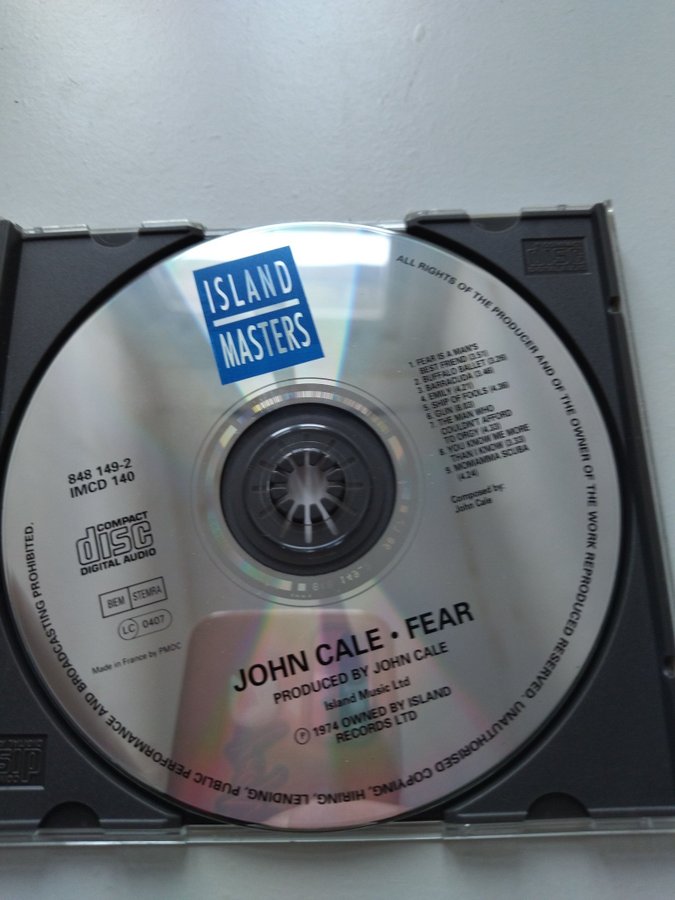 ISLAND
MASTERS
ALL RIGHTS OF THE PRODUCER AND OF THE OWNER OF THE WORK REPRODUCED RESERVED. UNAUTHORISED COPYING, HIRING, LENDING, PUBLIC PERFORMANCE AND BROADCASTING PROHIBITED.
1. FEAR IS A MAN'S
BEST FRIEND (3.51)
2. BUFFALO BALLET (3.28)
3. BARRACUDA (3.46)
4. EMILY (4.21)
5. SHIP OF FOOLS (4.36)
6. GUN (8.03)
7. THE MAN WHO
COULDN'T AFFORD
TO ORGY (4.33)
8. YOU KNOW ME MORE
THAN I KNOW (3.33)
9. MOMAMMA SCUBA
(4.24)
Composed by:
John Cale
848 149-2
IMCD 140
COMPACT
disc
DIGITAL AUDIO
BIEM STEMRA
LC 0407
Made in France by PMDC
JOHN CALE • FEAR
PRODUCED BY JOHN CALE
Island Music Ltd
℗ 1974 OWNED BY ISLAND
RECORDS LTD